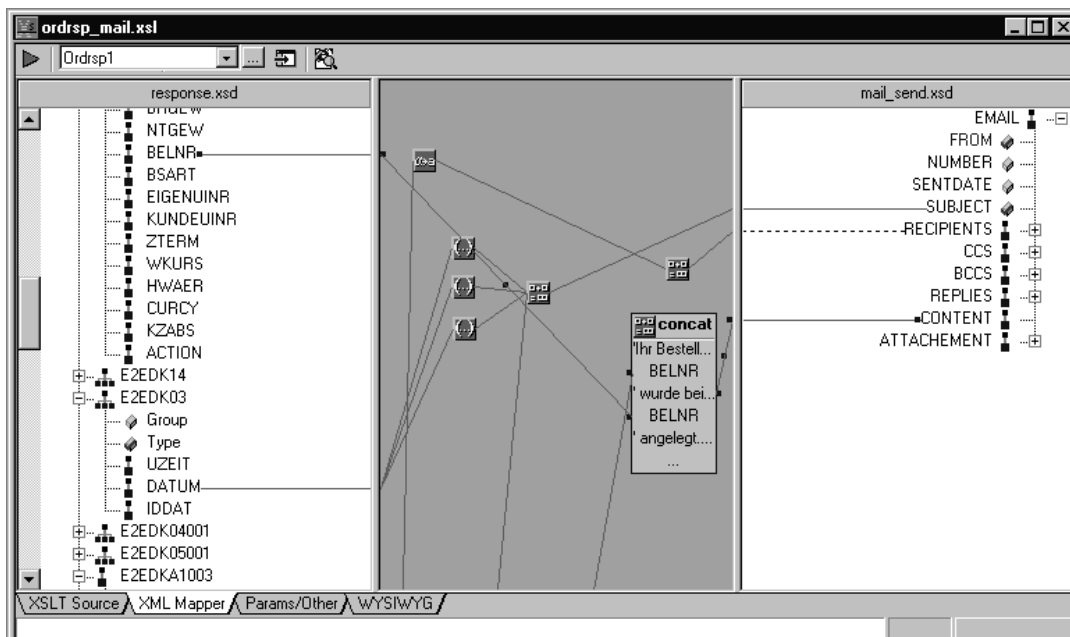 ordrsp_mail.xsl
Ordrsp1
...
response.xsd
NTGEW
BELNR
BSART
EIGENUINR
KUNDEUINR
ZTERM
WKURS
HWAER
CURCY
KZABS
ACTION
E2EDK14
E2EDK03
Group
Type
UZEIT
DATUM
IDDAT
E2EDK04001
E2EDK05001
E2EDKA1003
concat
'Ihr Bestell...
BELNR
' wurde bei...
BELNR
' angelegt....
...
mail_send.xsd
EMAIL
FROM
NUMBER
SENTDATE
SUBJECT
RECIPIENTS
CCS
BCCS
REPLIES
CONTENT
ATTACHEMENT
XSLT Source XML Mapper Params/Other WYSIWYG